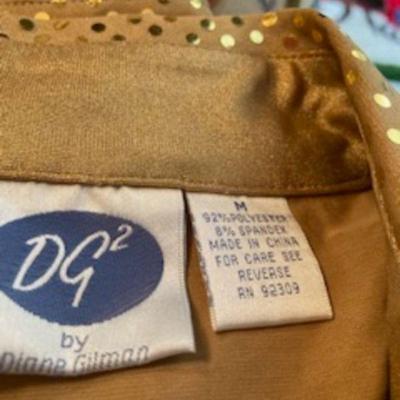 DG²
by
Diane Gilman
M
92% POLYESTER
8% SPANDEX
MADE IN CHINA
FOR CARE SEE
REVERSE
RN 92309